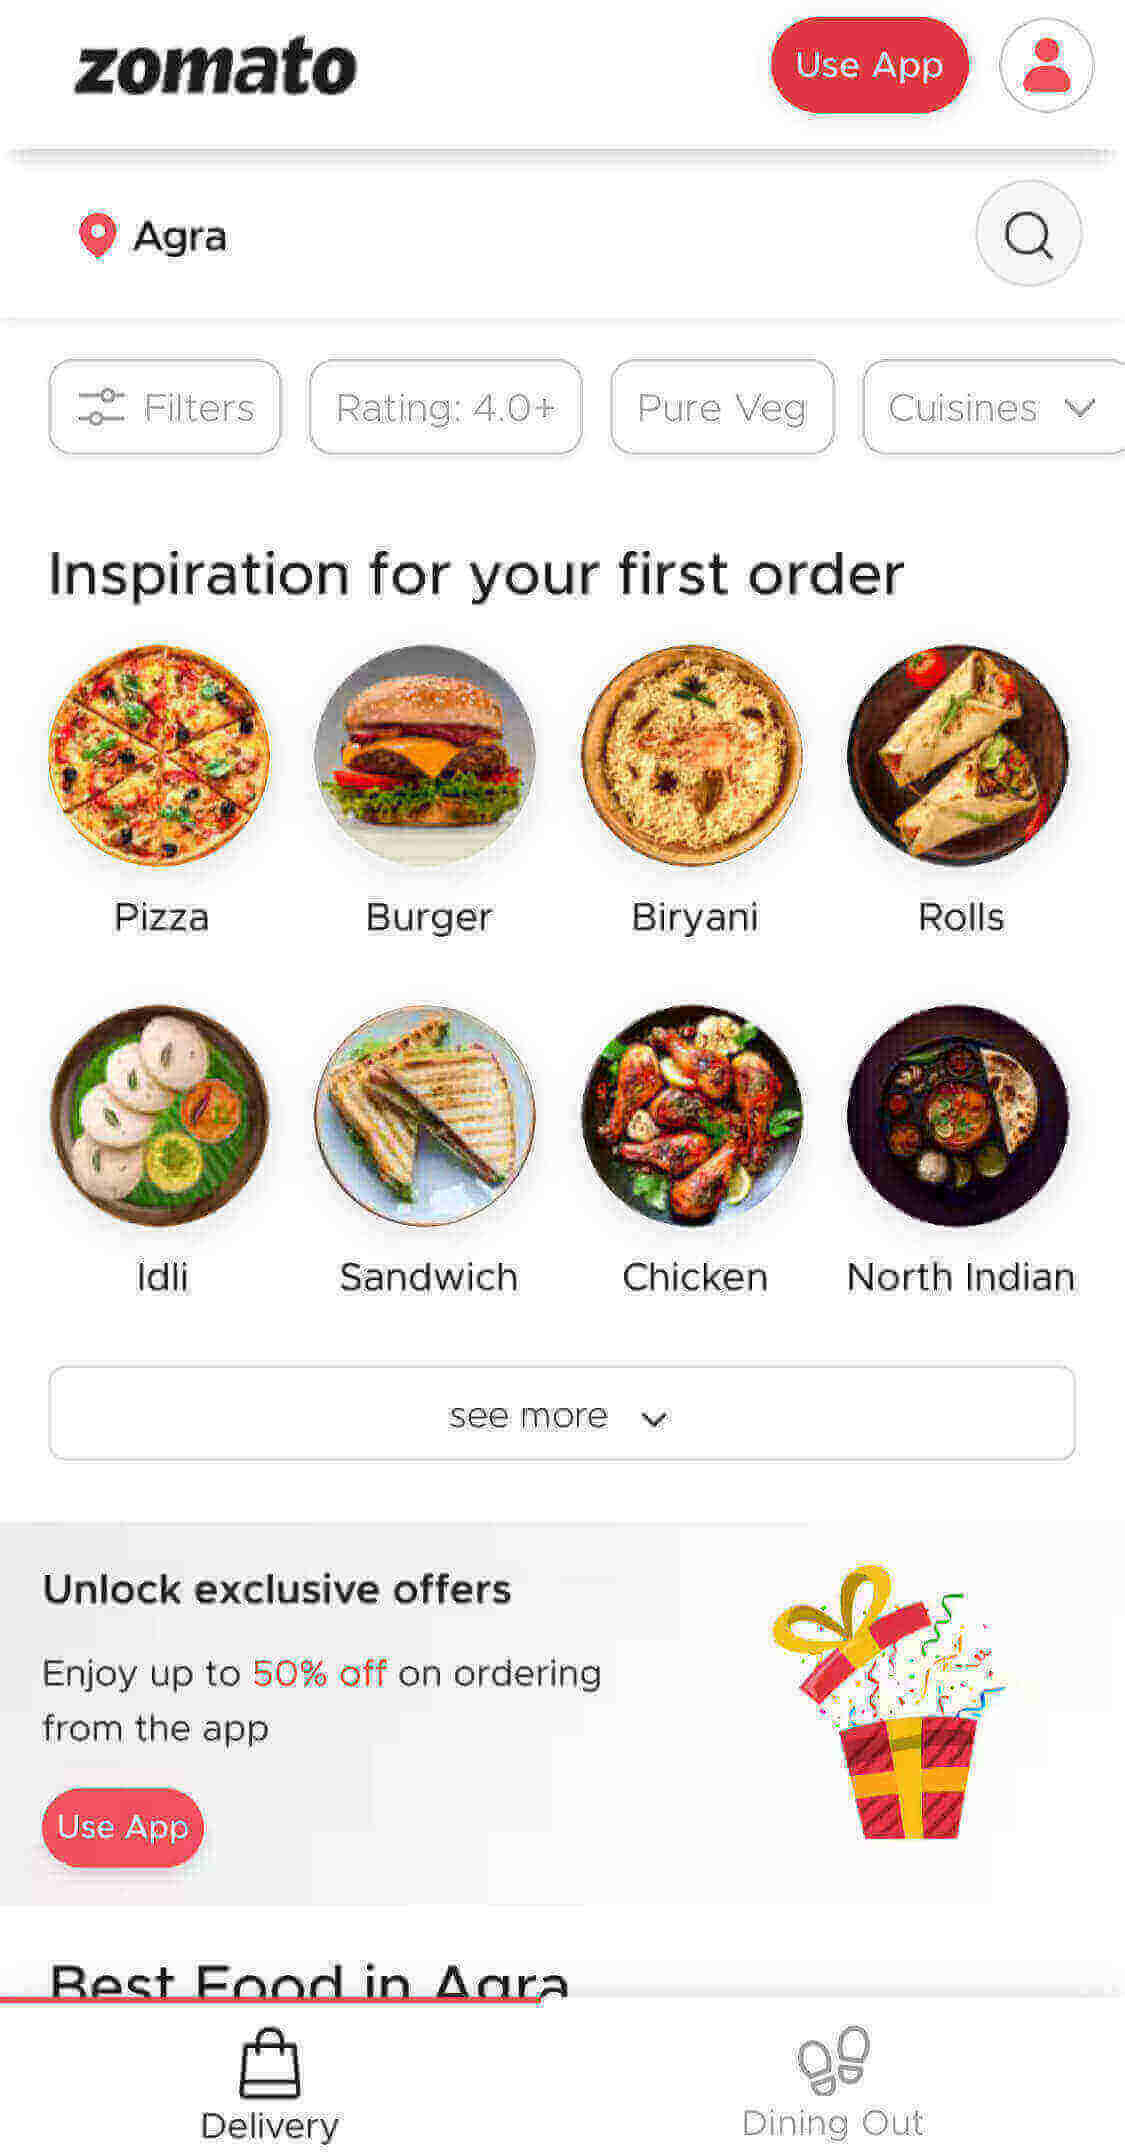 zomato
Use App
Agra
Filters
Rating: 4.0+
Pure Veg
Cuisines
Inspiration for your first order
Pizza
Burger
Biryani
Rolls
Idli
Sandwich
Chicken
North Indian
see more
Unlock exclusive offers
Enjoy up to 50% off on ordering
from the app
Use App
Best Food in Agra
Delivery
Dining Out